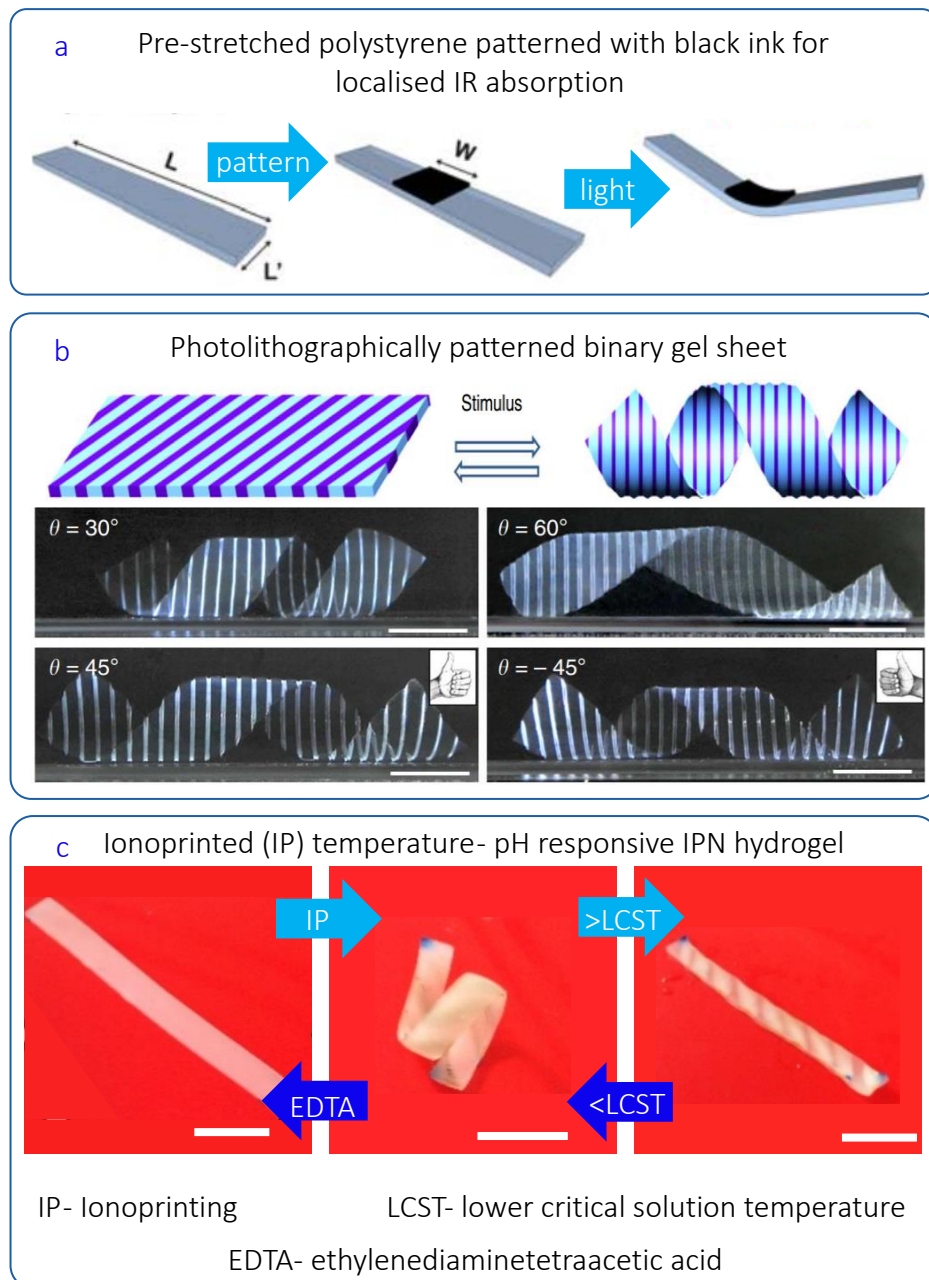 a
Pre-stretched polystyrene patterned with black ink for
localised IR absorption
L
L'
pattern
W
light
b
Photolithographically patterned binary gel sheet
Stimulus
θ = 30°
θ = 60°
θ = 45°
θ = – 45°
c
Ionoprinted (IP) temperature- pH responsive IPN hydrogel
IP
>LCST
EDTA
<LCST
IP- Ionoprinting
LCST- lower critical solution temperature
EDTA- ethylenediaminetetraacetic acid